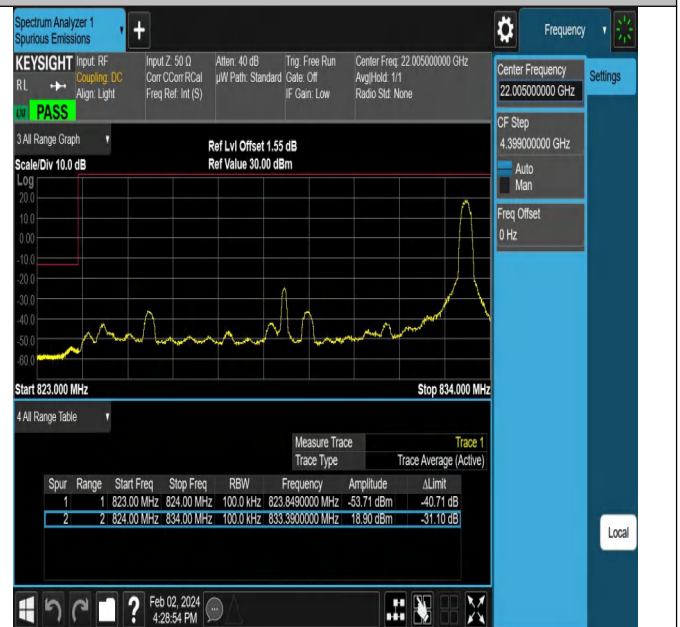 Spectrum Analyzer 1
Spurious Emissions
+
Frequency
KEYSIGHT Input: RF Input Z: 50 Ω Atten: 40 dB Trig: Free Run Center Freq: 22.005000000 GHz
RL Coupling: DC Corr CCorr RCal µW Path: Standard Gate: Off Avg|Hold: 1/1
Align: Light Freq Ref: Int (S) IF Gain: Low Radio Std: None
PASS
Center Frequency
22.005000000 GHz
Settings
CF Step
4.399000000 GHz
Auto
Man
Freq Offset
0 Hz
3 All Range Graph
Ref Lvl Offset 1.55 dB
Scale/Div 10.0 dB Ref Value 30.00 dBm
Log
20.0
10.0
0.00
-10.0
-20.0
-30.0
-40.0
-50.0
-60.0
Start 823.000 MHz Stop 834.000 MHz
4 All Range Table
Measure Trace Trace 1
Trace Type Trace Average (Active)
Spur Range Start Freq Stop Freq RBW Frequency Amplitude ΔLimit
1 1 823.00 MHz 824.00 MHz 100.0 kHz 823.8490000 MHz -53.71 dBm -40.71 dB
2 2 824.00 MHz 834.00 MHz 100.0 kHz 833.3900000 MHz 18.90 dBm -31.10 dB
Local
? Feb 02, 2024
4:28:54 PM